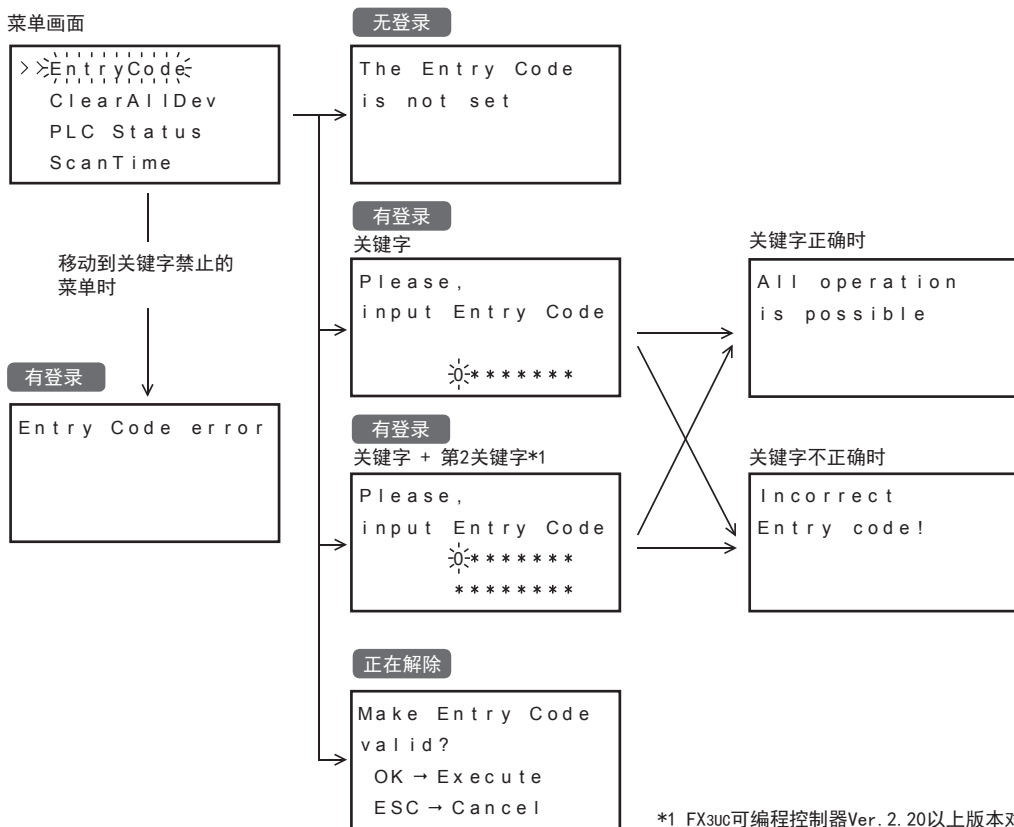 菜单画面
>>EntryCode
ClearAllDev
PLC Status
ScanTime
移动到关键字禁止的
菜单时
有登录
Entry Code error
无登录
The Entry Code
is not set
有登录
关键字
Please,
input Entry Code
0*******
有登录
关键字 + 第2关键字*1
Please,
input Entry Code
0*******
********
正在解除
Make Entry Code
valid?
OK → Execute
ESC → Cancel
关键字正确时
All operation
is possible
关键字不正确时
Incorrect
Entry code!
*1 FX3UC可编程控制器Ver.2.20以上版本对